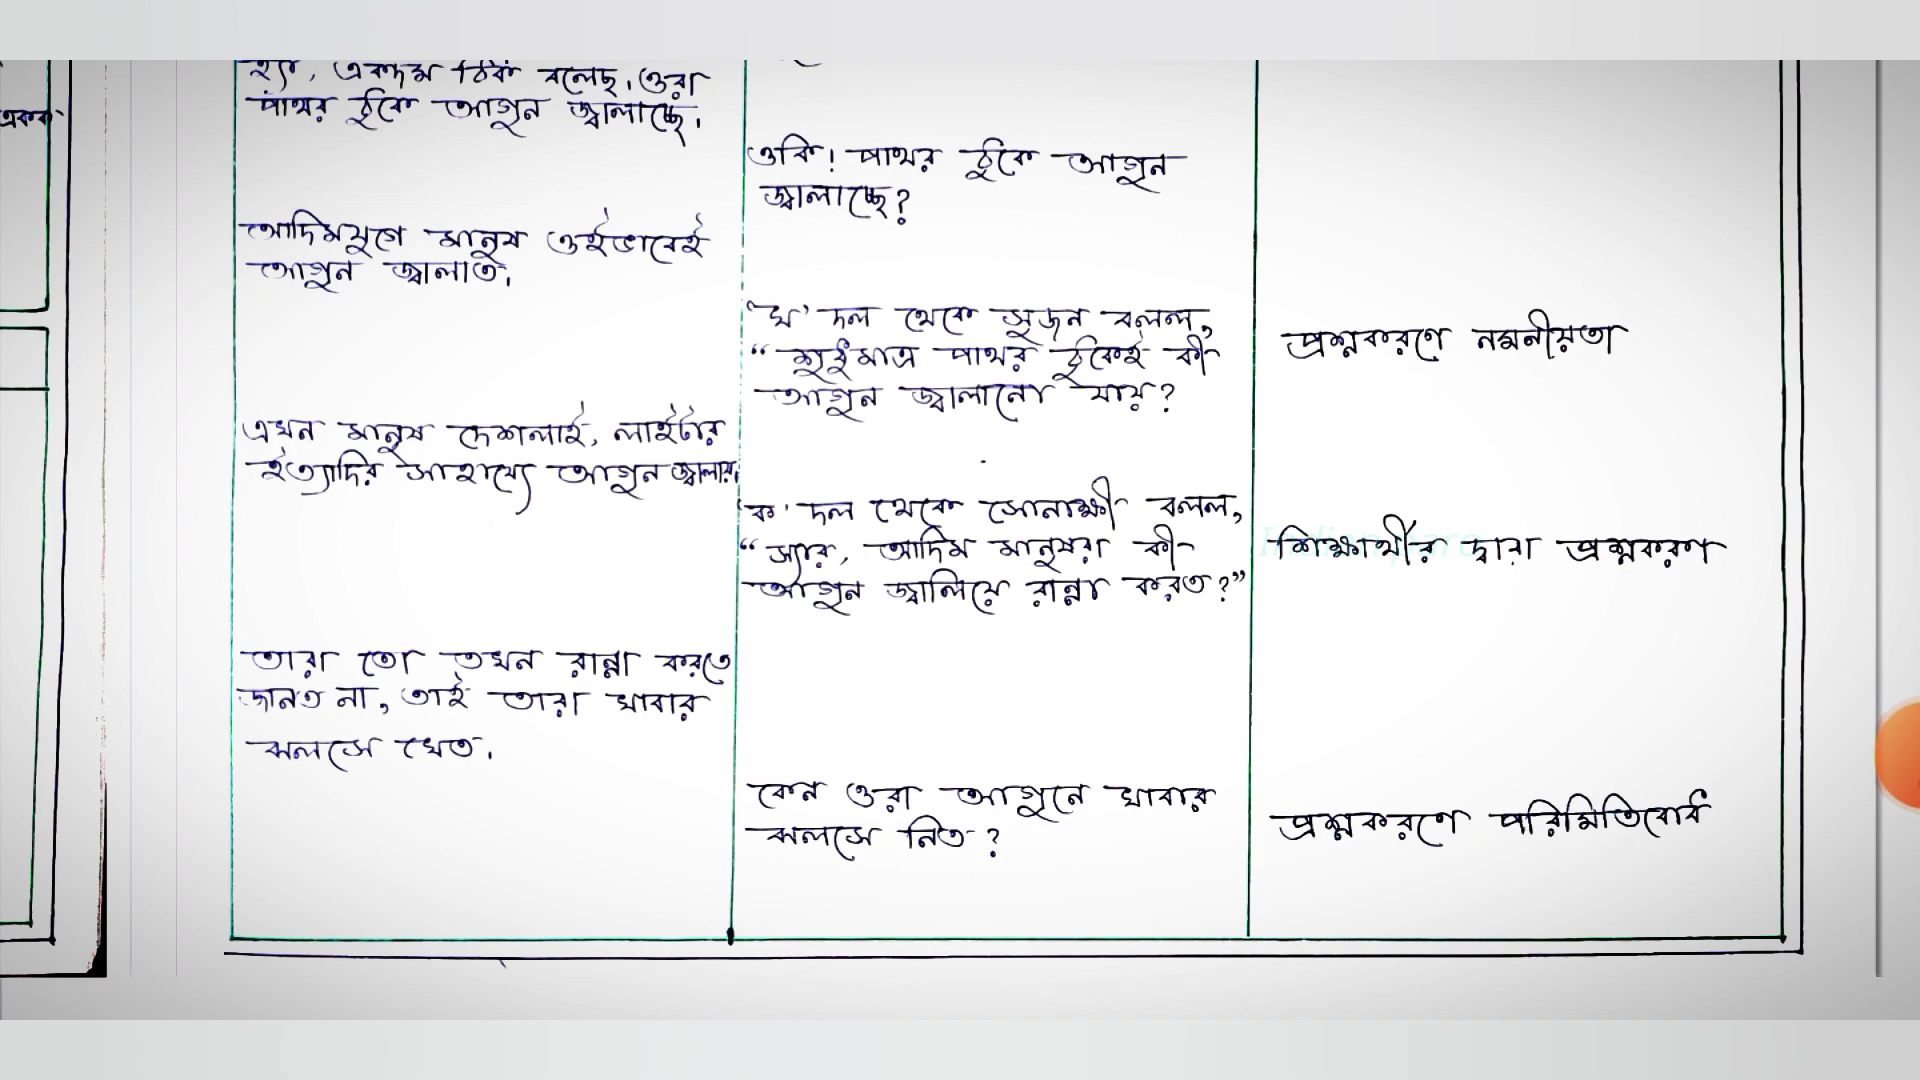 হ্যাঁ, একদম ঠিক বলেছ, ওরা
পাথর ঠুকে আগুন জ্বালাচ্ছে।
আদিমযুগে মানুষ ওইভাবেই
আগুন জ্বালাত।
এখন মানুষ দেশলাই, লাইটার
ইত্যাদির সাহায্যে আগুন জ্বালায়।
তারা তো তখন রান্না করতে
জানত না, তাই তারা খাবার
ঝলসে খেত।
ওকি! পাথর ঠুকে আগুন
জ্বালাচ্ছে?
'ঘ' দল থেকে সুজন বলল,
“শুধুমাত্র পাথর ঠুকেই কী
আগুন জ্বালানো যায়?
'ক' দল থেকে সোনাক্ষী বলল,
“স্যার, আদিম মানুষরা কী
আগুন জ্বালিয়ে রান্না করত?”
কেন ওরা আগুনে খাবার
ঝলসে নিত?
প্রশ্নকরণে নমনীয়তা
শিক্ষার্থীর দ্বারা প্রশ্নকরণ
প্রশ্নকরণে পরিমিতিবোধ